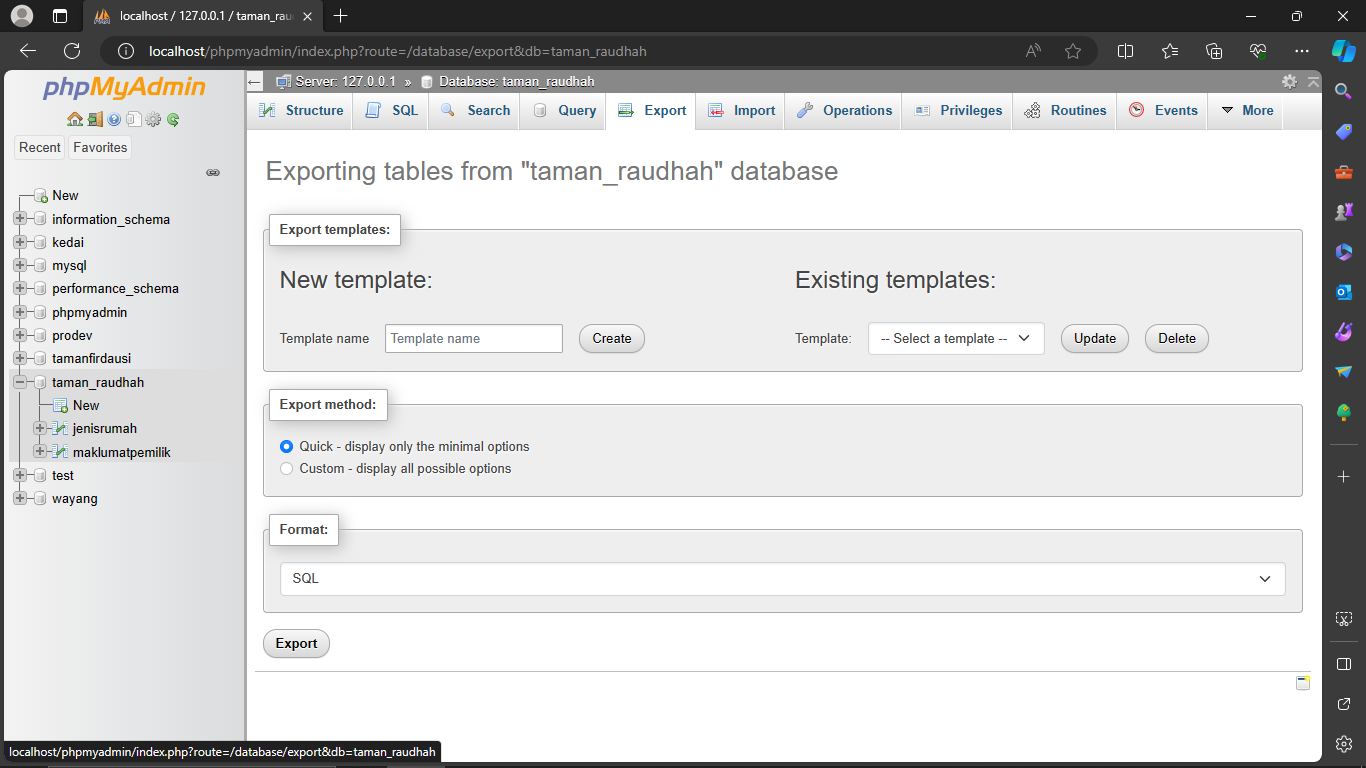 localhost / 127.0.0.1 / taman_rau
localhost/phpmyadmin/index.php?route=/database/export&db=taman_raudhah
phpMyAdmin
Recent Favorites
New
information_schema
kedai
mysql
performance_schema
phpmyadmin
prodev
tamanfirdausi
taman_raudhah
New
jenisrumah
maklumatpemilik
test
wayang
Server: 127.0.0.1 » Database: taman_raudhah
Structure SQL Search Query Export Import Operations Privileges Routines Events More
Exporting tables from "taman_raudhah" database
Export templates:
New template:
Template name Template name Create
Existing templates:
Template: -- Select a template -- Update Delete
Export method:
Quick - display only the minimal options
Custom - display all possible options
Format:
SQL
Export
localhost/phpmyadmin/index.php?route=/database/export&db=taman_raudhah